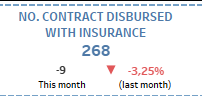 NO. CONTRACT DISBURSED
WITH INSURANCE
268
-9 ▼ -3,25%
This month (last month)